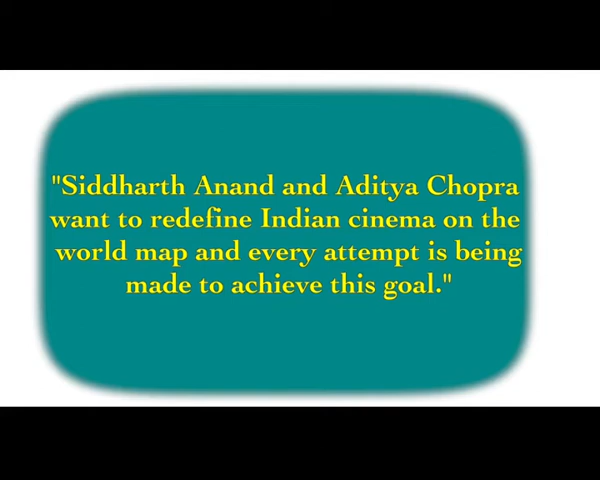 "Siddharth Anand and Aditya Chopra
want to redefine Indian cinema on the
world map and every attempt is being
made to achieve this goal."